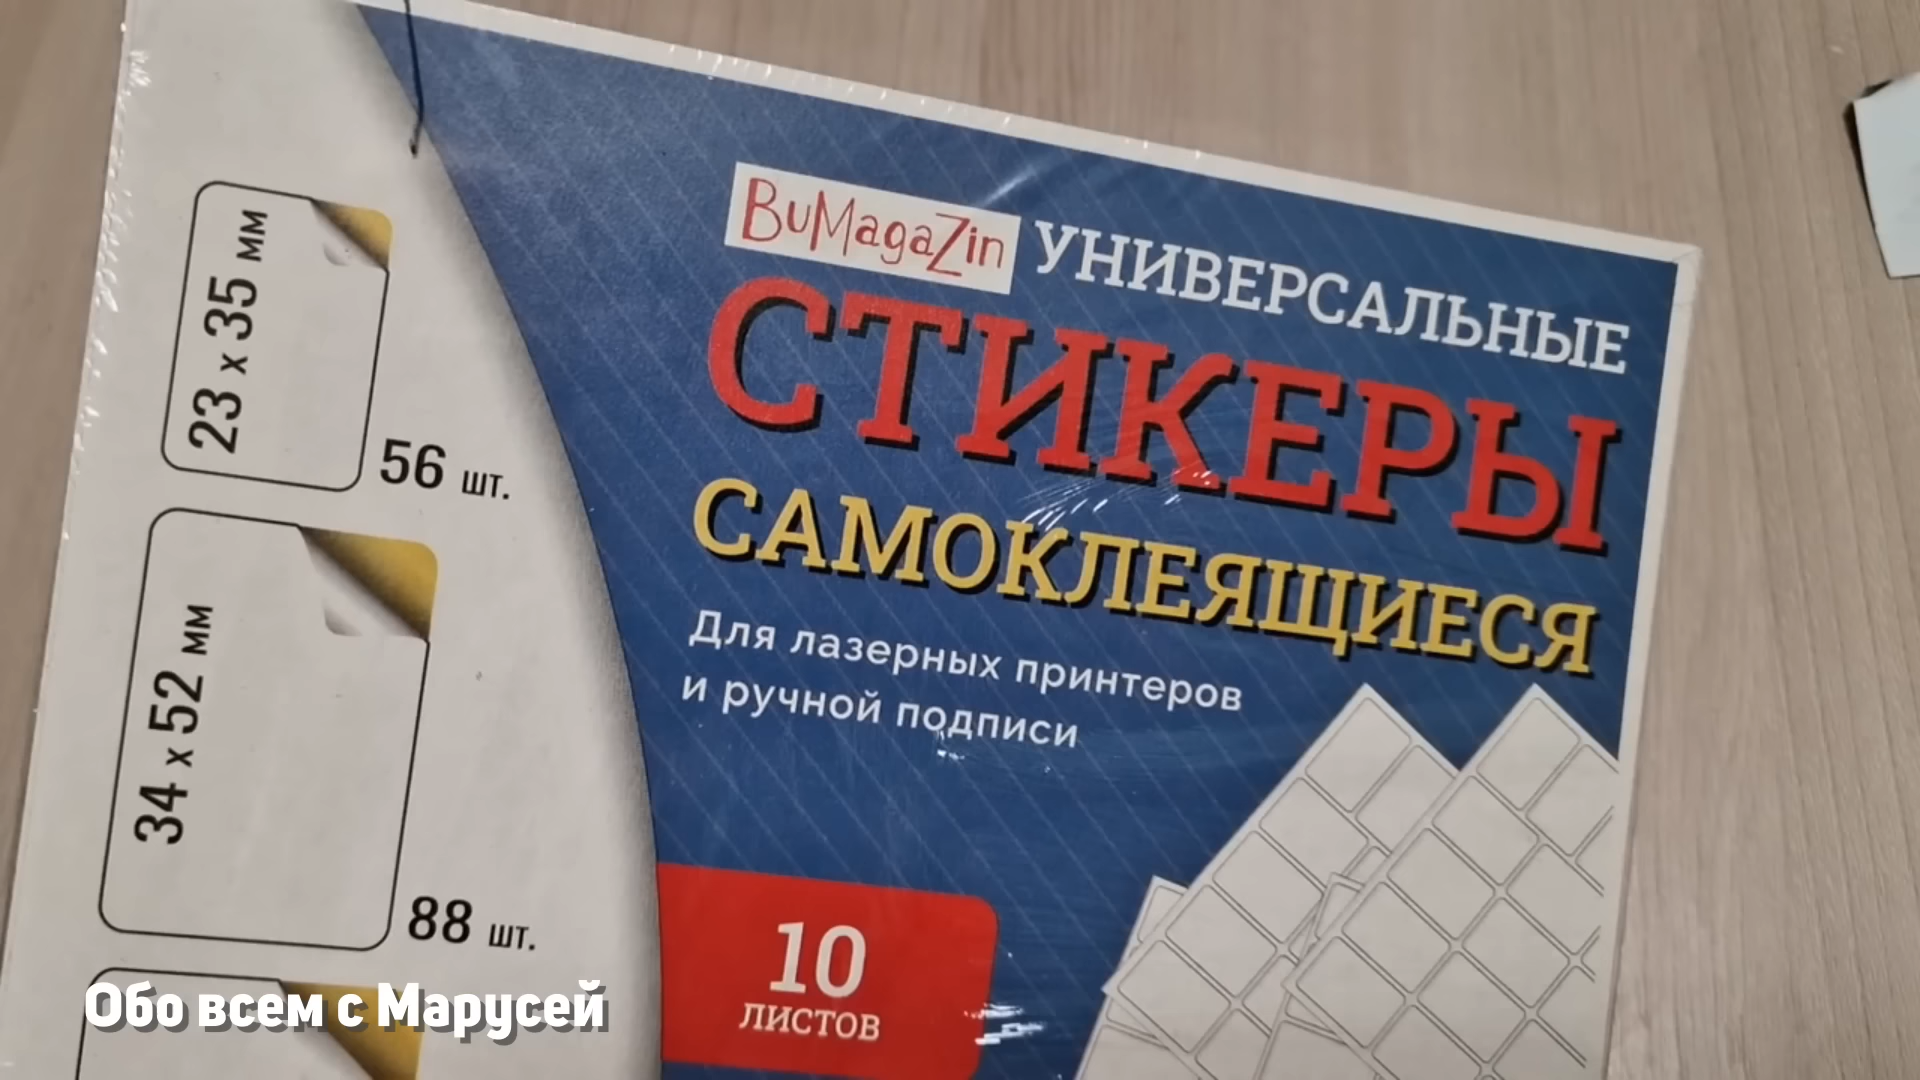 BuMagaZin
УНИВЕРСАЛЬНЫЕ
СТИКЕРЫ
САМОКЛЕЯЩИЕСЯ
Для лазерных принтеров
и ручной подписи
10
ЛИСТОВ
23 x 35 мм
56 шт.
34 x 52 мм
88 шт.
Обо всем с Марусей